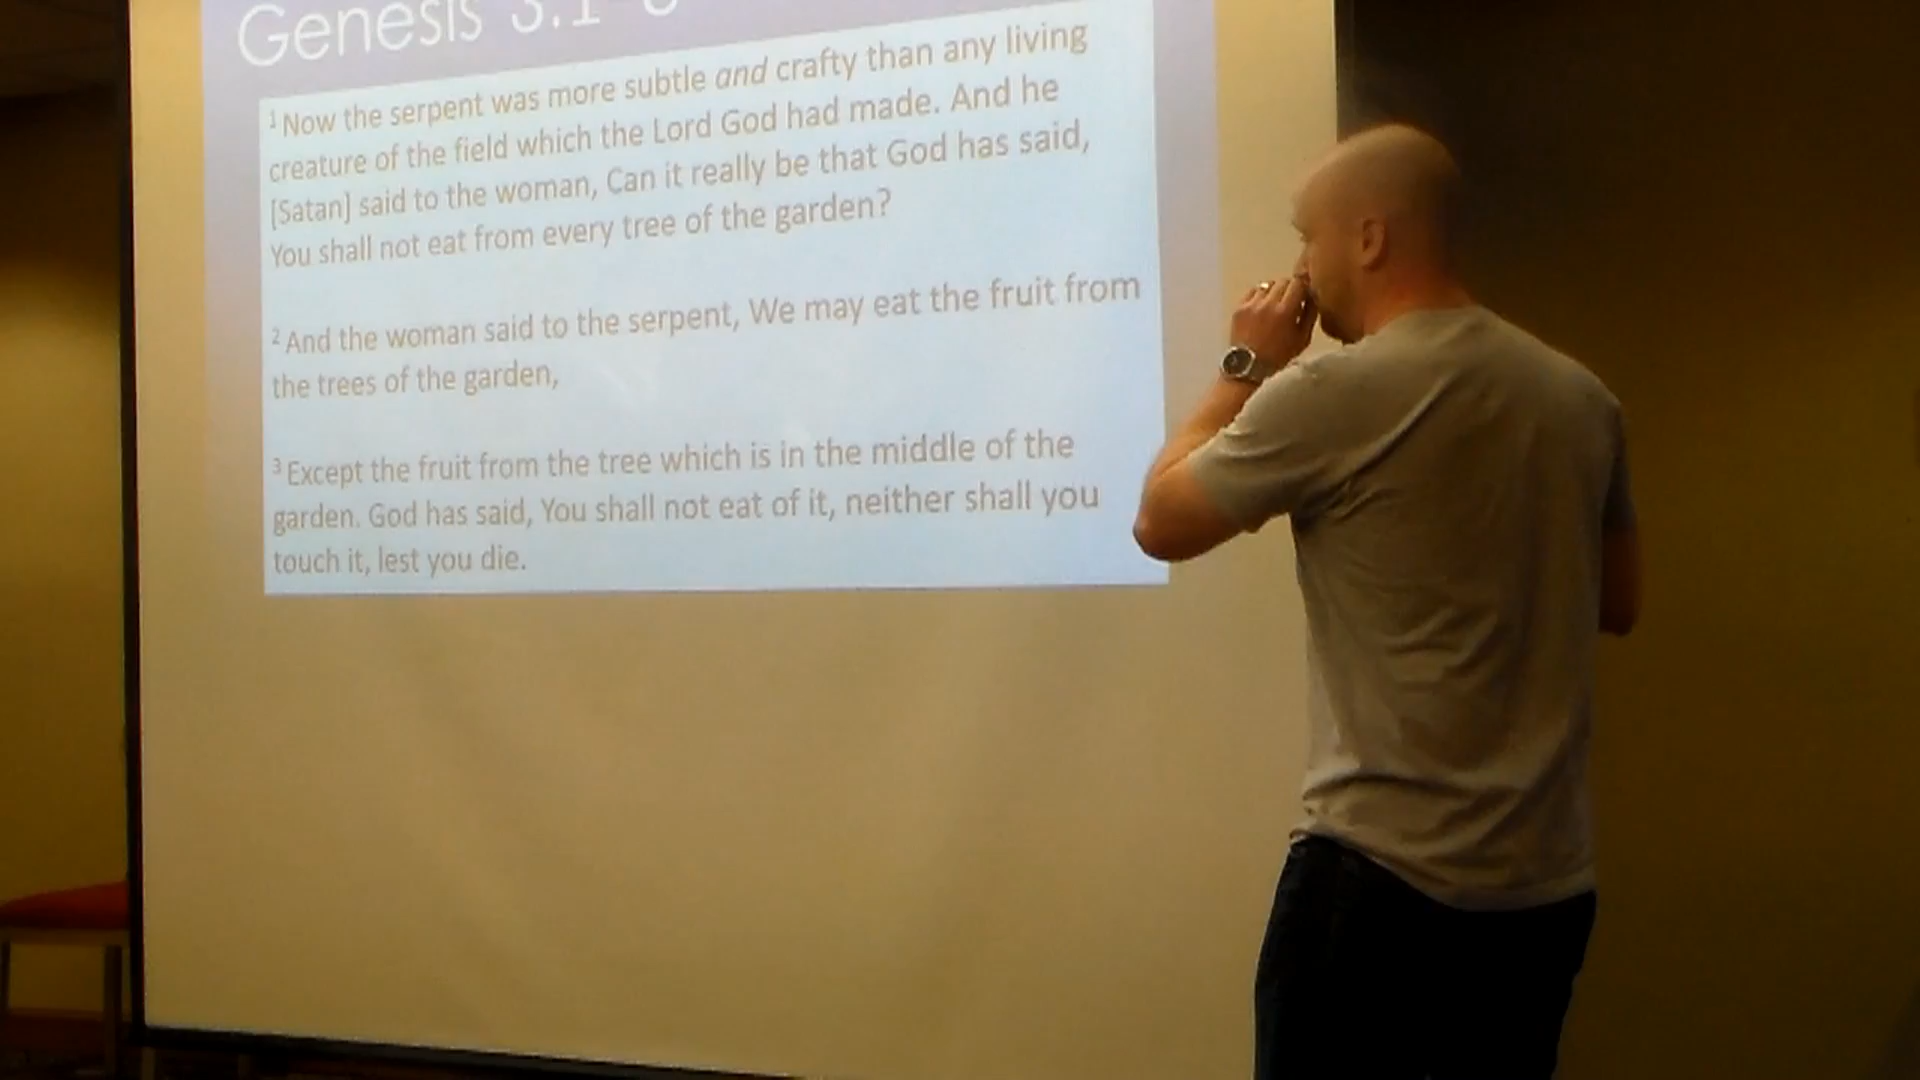 Genesis 3:1
¹ Now the serpent was more subtle and crafty than any living
creature of the field which the Lord God had made. And he
[Satan] said to the woman, Can it really be that God has said,
You shall not eat from every tree of the garden?
² And the woman said to the serpent, We may eat the fruit from
the trees of the garden,
³ Except the fruit from the tree which is in the middle of the
garden. God has said, You shall not eat of it, neither shall you
touch it, lest you die.